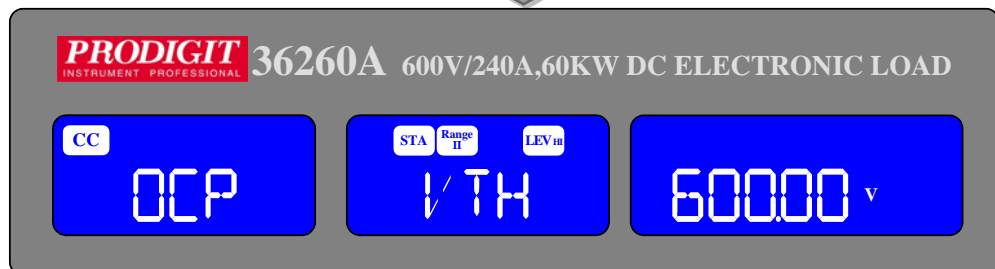 PRODIGIT
INSTRUMENT PROFESSIONAL
36260A 600V/240A,60KW DC ELECTRONIC LOAD
CC
OCP
STA Range II LEV HI
VTH
600.00 V